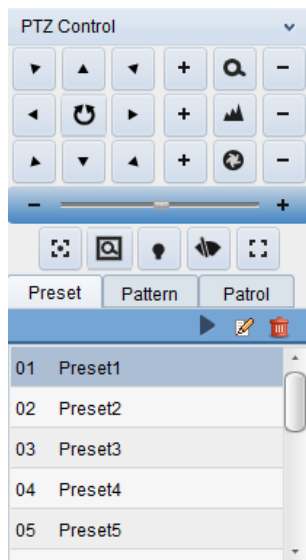 PTZ Control
+ −
+ −
+ −
− +
Preset Pattern Patrol
01 Preset1
02 Preset2
03 Preset3
04 Preset4
05 Preset5